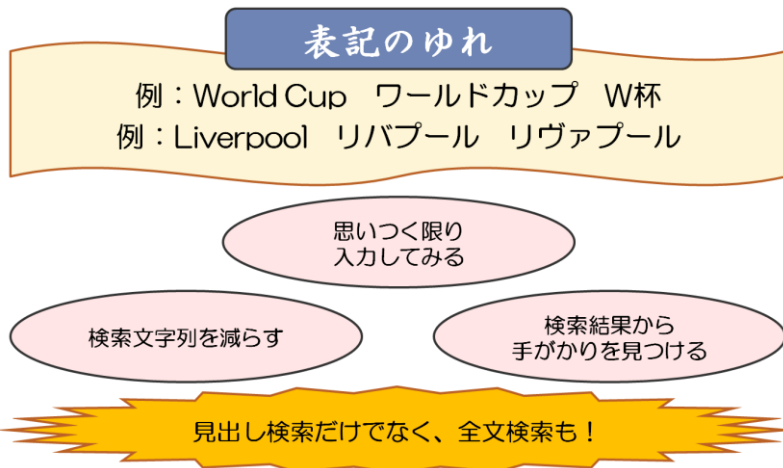 表記のゆれ
例：World Cup　ワールドカップ　W杯
例：Liverpool　リバプール　リヴァプール
思いつく限り
入力してみる
検索文字列を減らす
検索結果から
手がかりを見つける
見出し検索だけでなく、全文検索も！